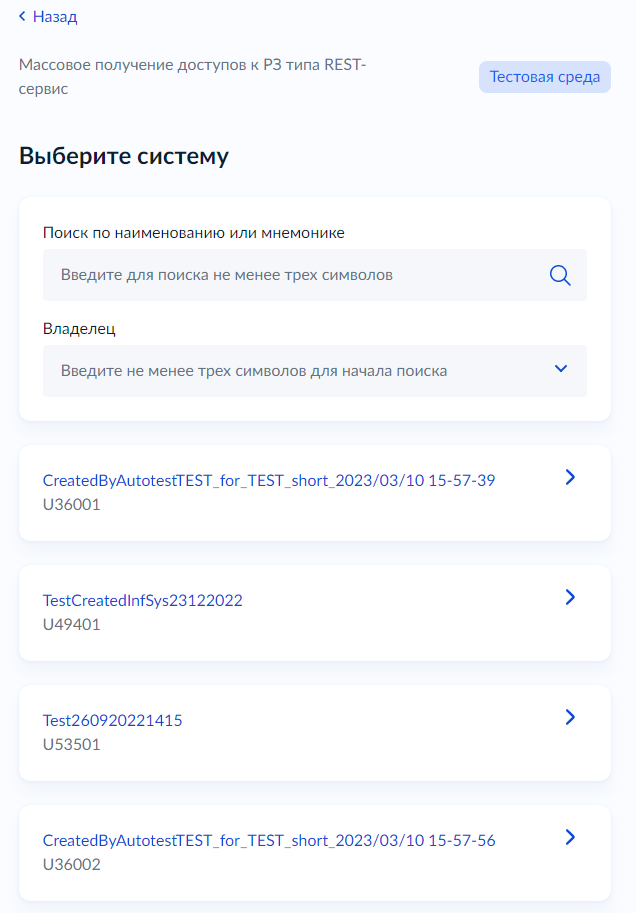 Назад
Массовое получение доступов к РЗ типа REST-
сервис
Тестовая среда
Выберите систему
Поиск по наименованию или мнемонике
Введите для поиска не менее трех символов
Владелец
Введите не менее трех символов для начала поиска
CreatedByAutotestTEST_for_TEST_short_2023/03/10 15-57-39
U36001
TestCreatedInfSys23122022
U49401
Test260920221415
U53501
CreatedByAutotestTEST_for_TEST_short_2023/03/10 15-57-56
U36002